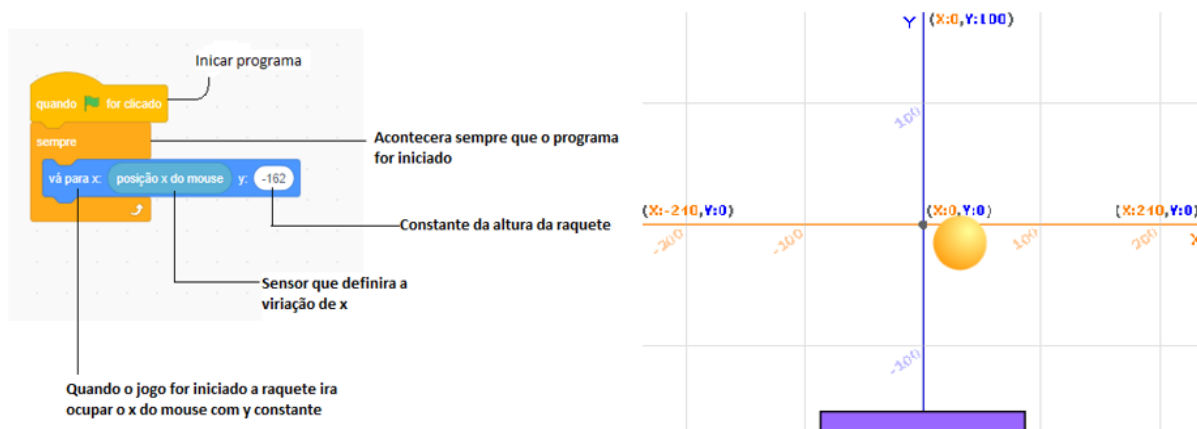 Inicar programa
quando for clicado
sempre
vá para x: posição x do mouse y: -162
Acontecera sempre que o programa
for iniciado
Constante da altura da raquete
Sensor que definira a
viriação de x
Quando o jogo for iniciado a raquete ira
ocupar o x do mouse com y constante
Y (X:0,Y:100)
100
(X:-240,Y:0) (X:0,Y:0) (X:240,Y:0)
-200 -100 100 200 X
-100